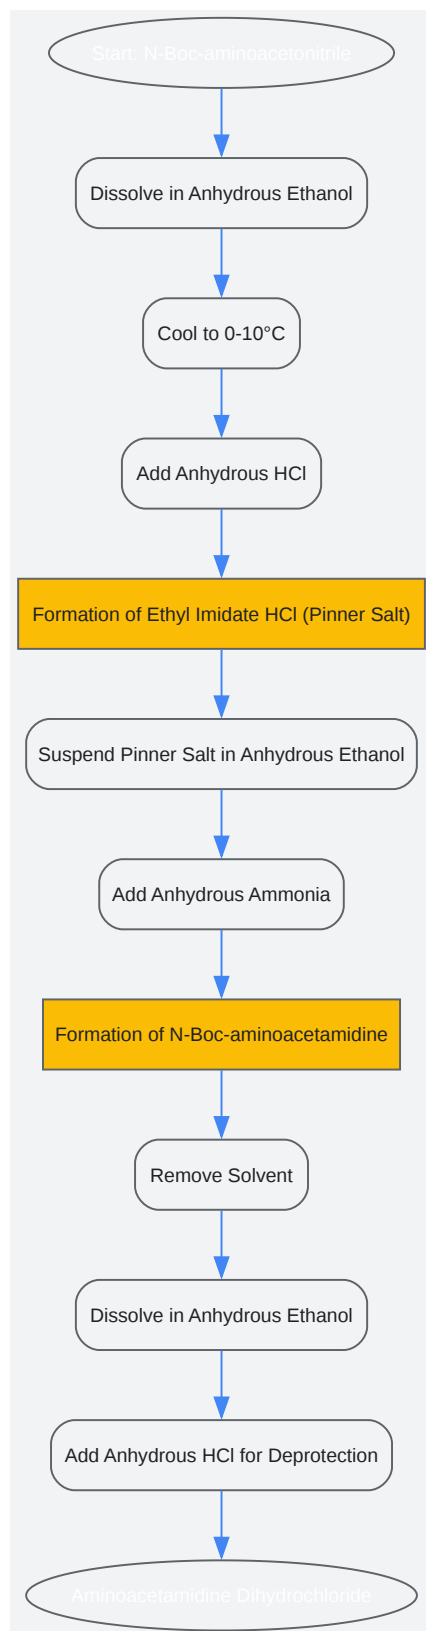 Start: N-Boc-aminoacetonitrile
Dissolve in Anhydrous Ethanol
Cool to 0-10°C
Add Anhydrous HCl
Formation of Ethyl Imidate HCl (Pinner Salt)
Suspend Pinner Salt in Anhydrous Ethanol
Add Anhydrous Ammonia
Formation of N-Boc-aminoacetamidine
Remove Solvent
Dissolve in Anhydrous Ethanol
Add Anhydrous HCl for Deprotection
Aminoacetamidine Dihydrochloride